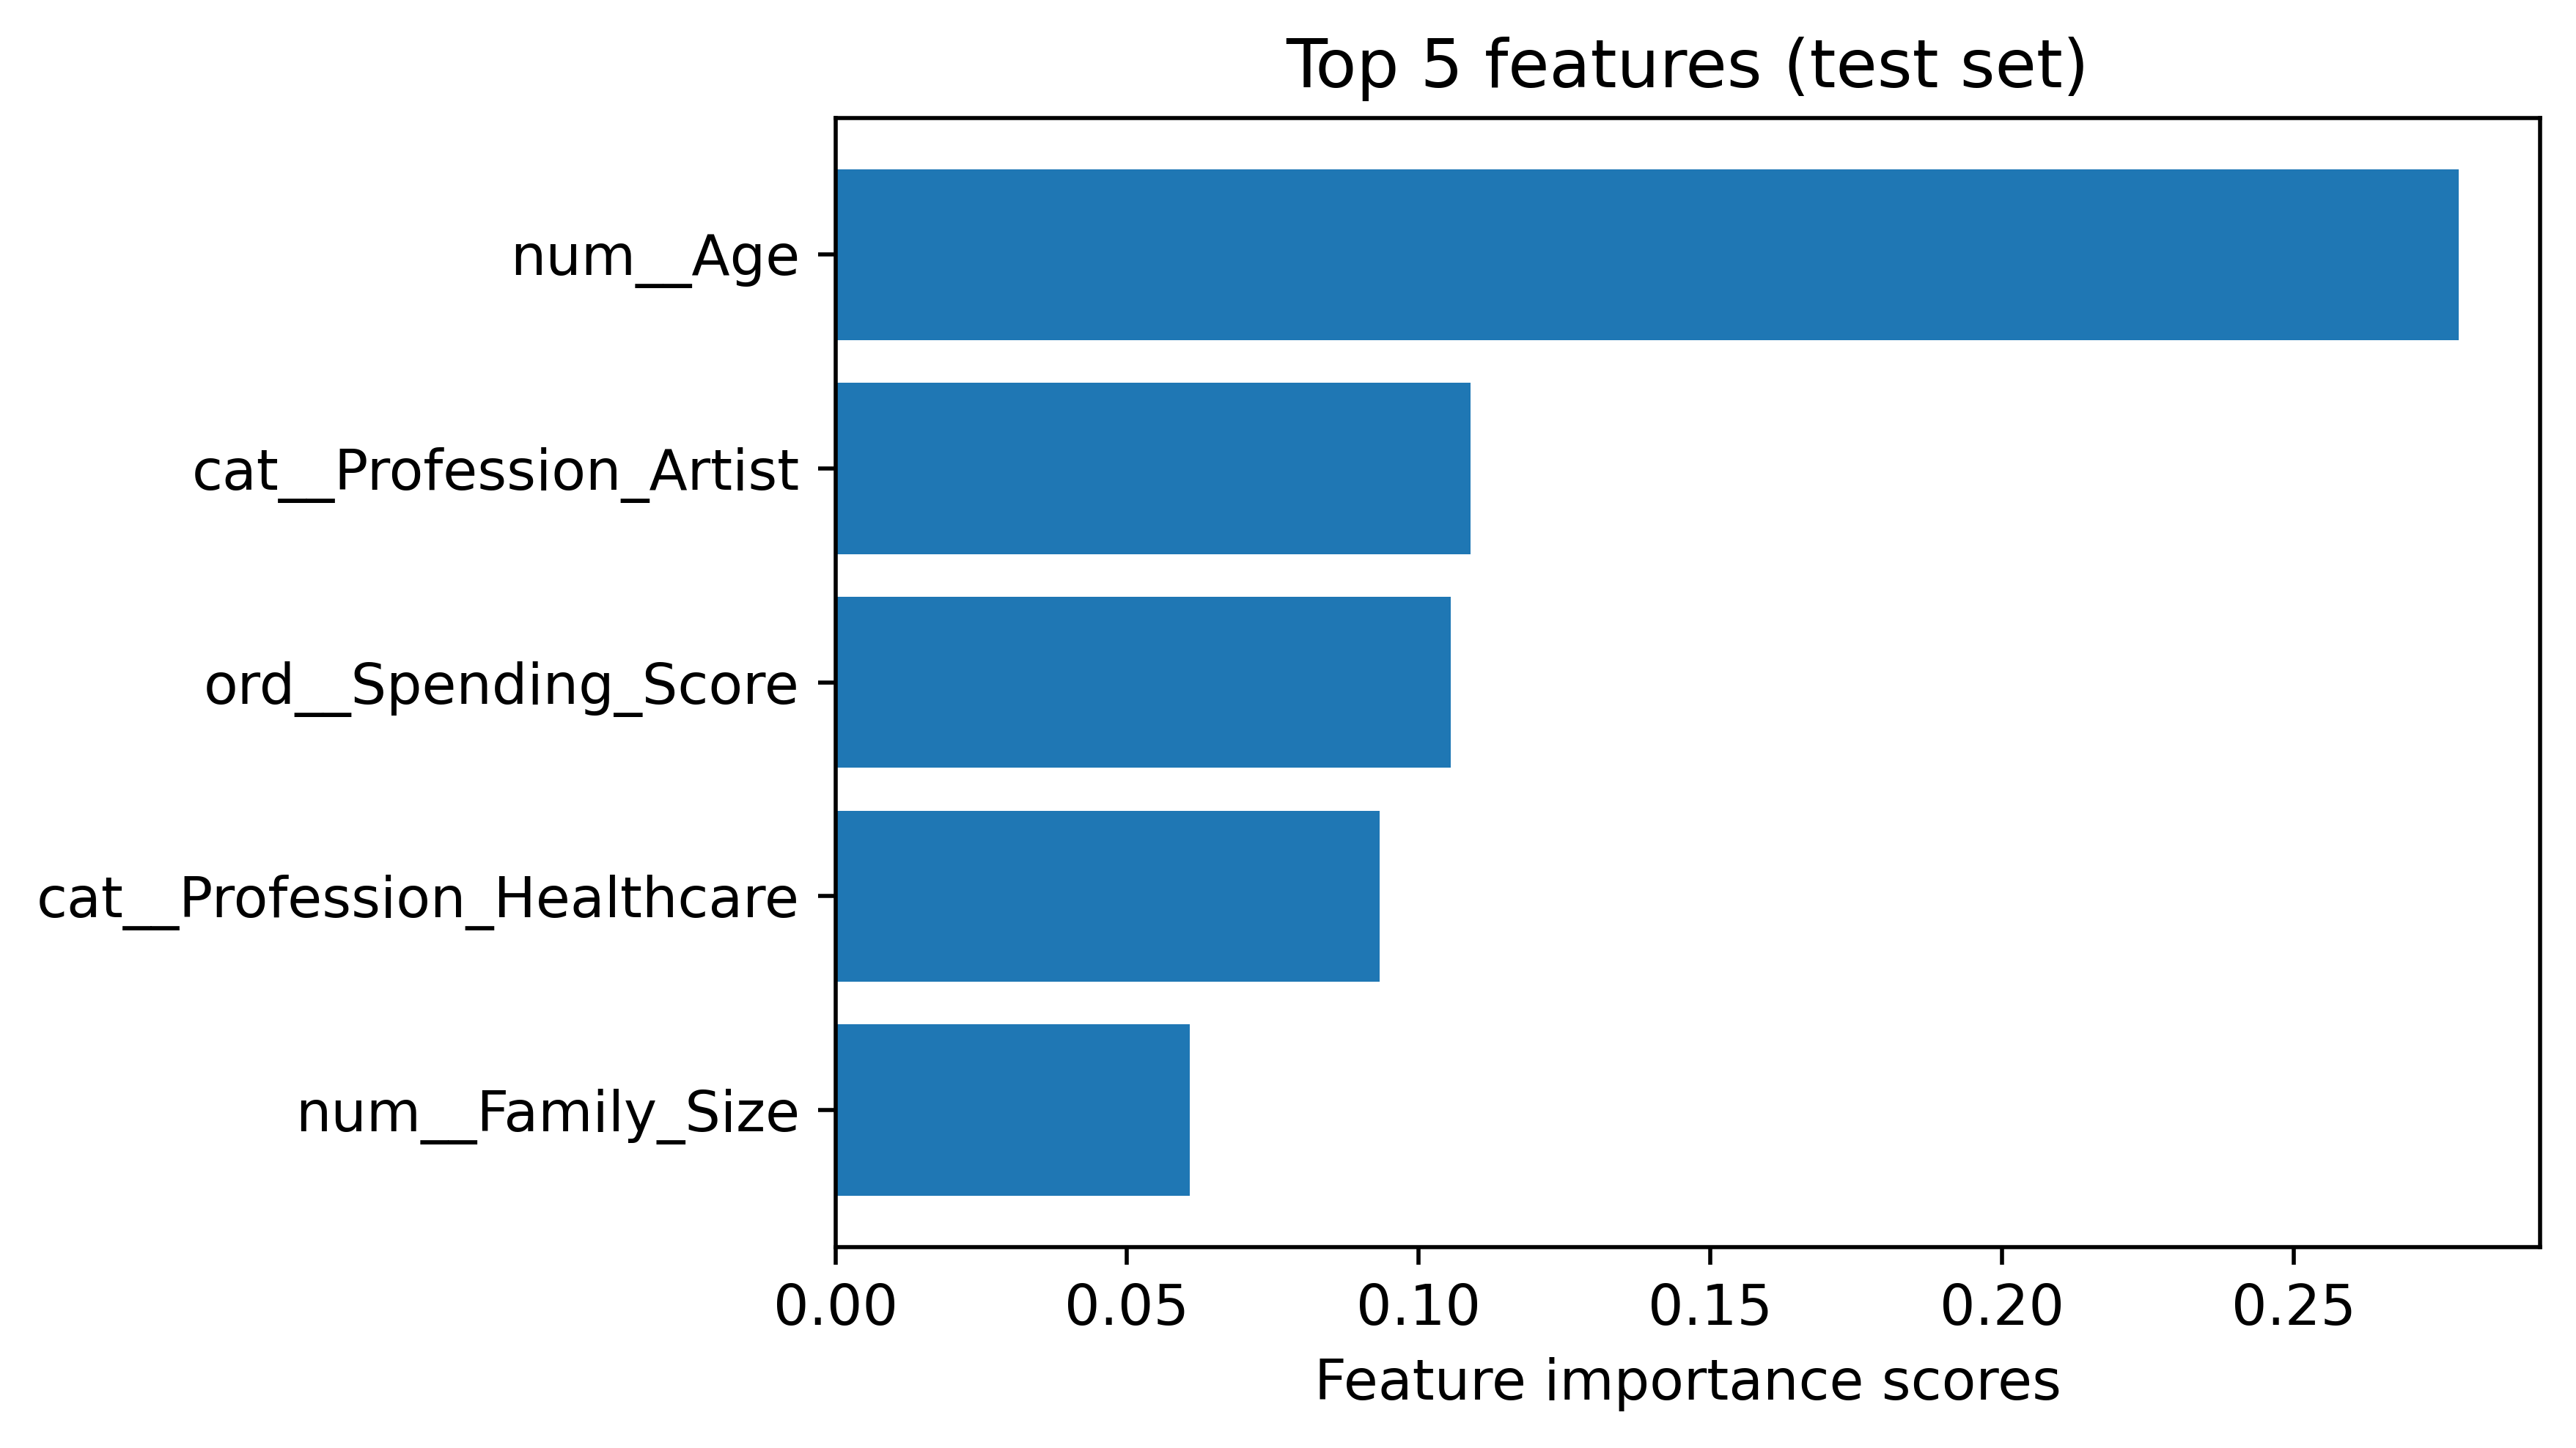 Top 5 features (test set)
num__Age
cat__Profession_Artist
ord__Spending_Score
cat__Profession_Healthcare
num__Family_Size
0.00 0.05 0.10 0.15 0.20 0.25
Feature importance scores